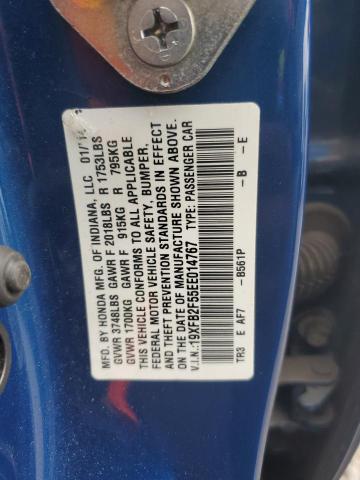 MFD. BY HONDA MFG. OF INDIANA, LLC 01/14
GVWR 3748LBS GAWR F 2018LBS R 1753LBS
GVWR 1700KG GAWR F 915KG R 795KG
THIS VEHICLE CONFORMS TO ALL APPLICABLE
FEDERAL MOTOR VEHICLE SAFETY, BUMPER,
AND THEFT PREVENTION STANDARDS IN EFFECT
ON THE DATE OF MANUFACTURE SHOWN ABOVE.
V.I.N.:19XFB2F55EE014767 TYPE: PASSENGER CAR
TR3 E AF7 -B561P -B -E